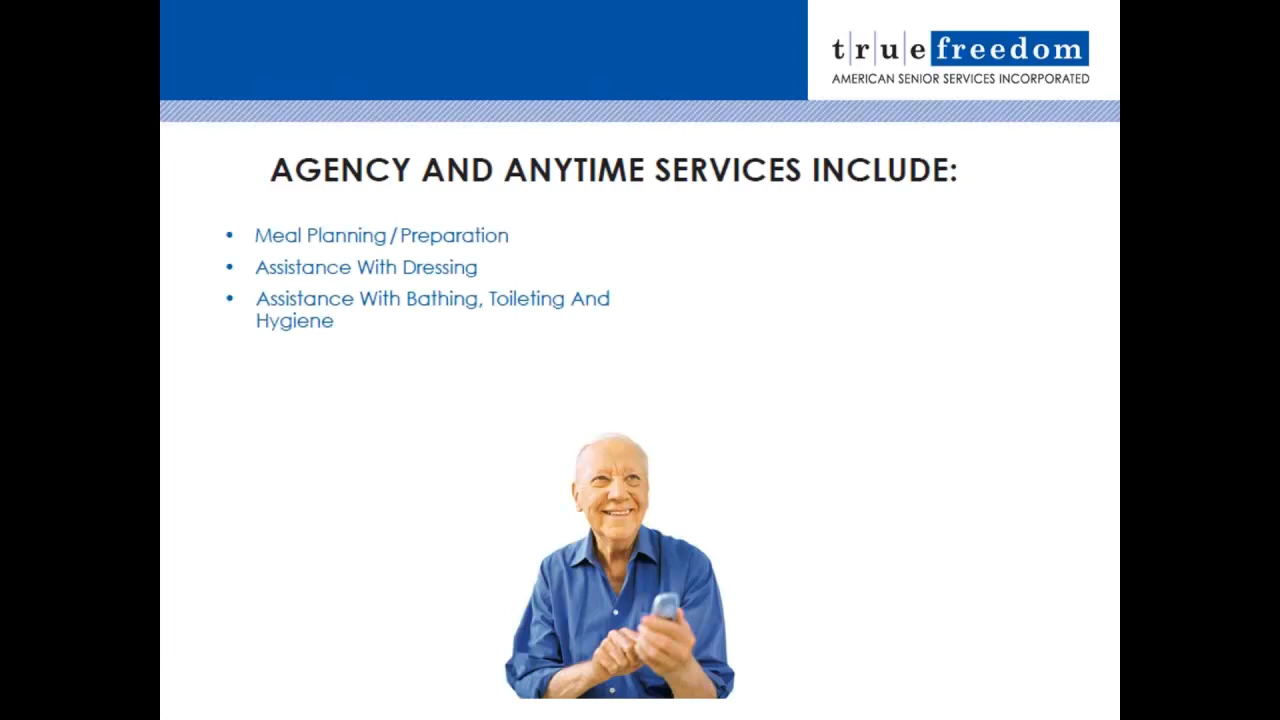 true freedom
AMERICAN SENIOR SERVICES INCORPORATED
AGENCY AND ANYTIME SERVICES INCLUDE:
• Meal Planning/Preparation
• Assistance With Dressing
• Assistance With Bathing, Toileting And
Hygiene